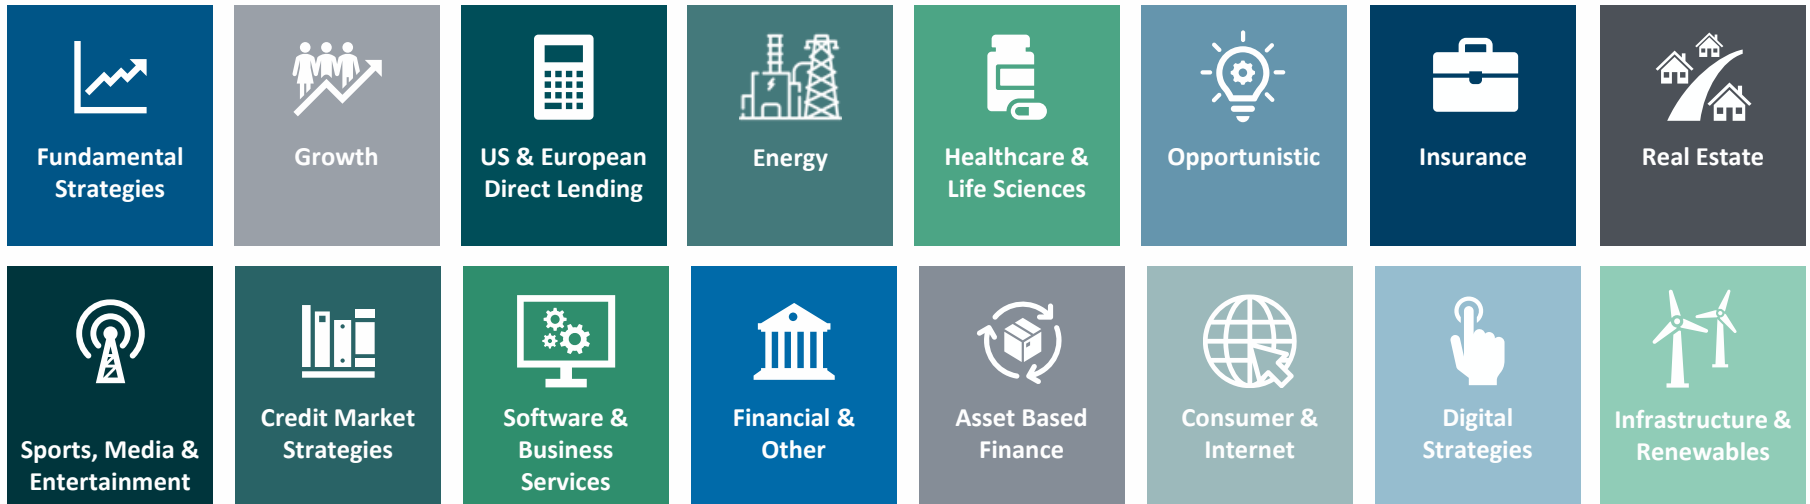 Fundamental
Strategies
Growth
US & European
Direct Lending
Energy
Healthcare &
Life Sciences
Opportunistic
Insurance
Real Estate
Sports, Media &
Entertainment
Credit Market
Strategies
Software &
Business
Services
Financial &
Other
Asset Based
Finance
Consumer &
Internet
Digital
Strategies
Infrastructure &
Renewables